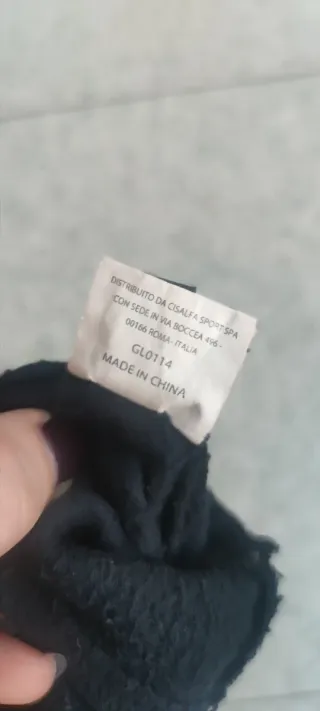 DISTRIBUITO DA CISALFA SPORT SPA
CON SEDE IN VIA BOCCEA 496 -
00166 ROMA - ITALIA
GL0114
MADE IN CHINA